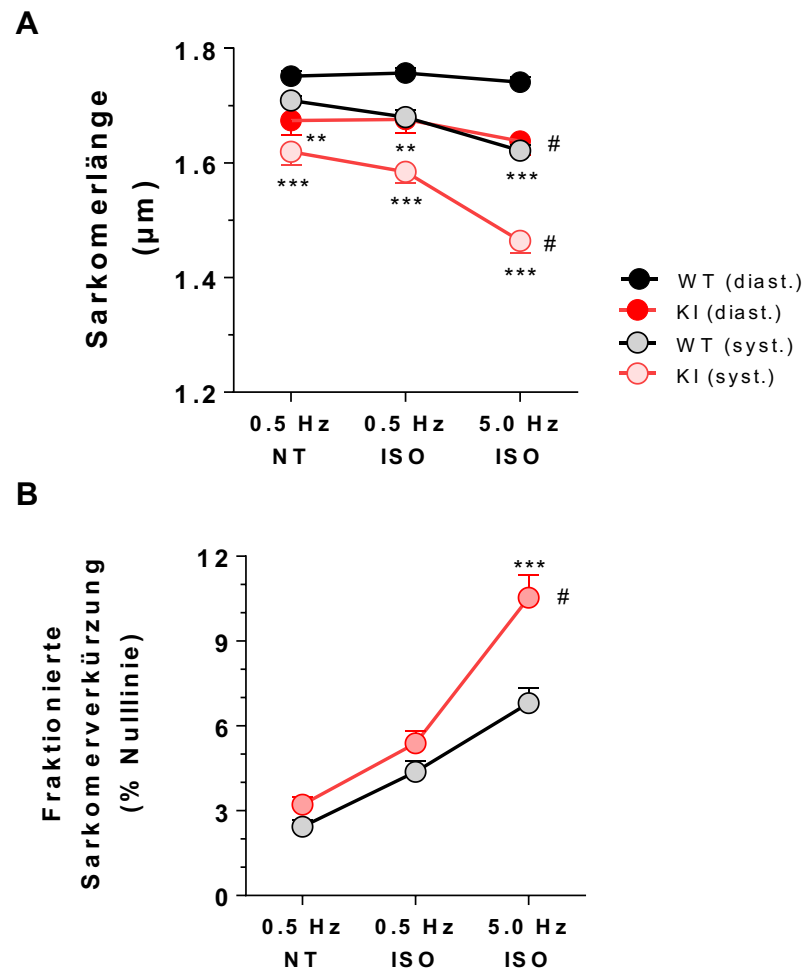 A
Sarkomerlänge
(µm)
1.8
1.6
1.4
1.2
**
**
#
***
***
***
#
***
0.5 Hz 0.5 Hz 5.0 Hz
NT ISO ISO
WT (diast.)
KI (diast.)
WT (syst.)
KI (syst.)
B
Fraktionierte
Sarkomerverkürzung
(% Nulllinie)
12
9
6
3
0
***
#
0.5 Hz 0.5 Hz 5.0 Hz
NT ISO ISO